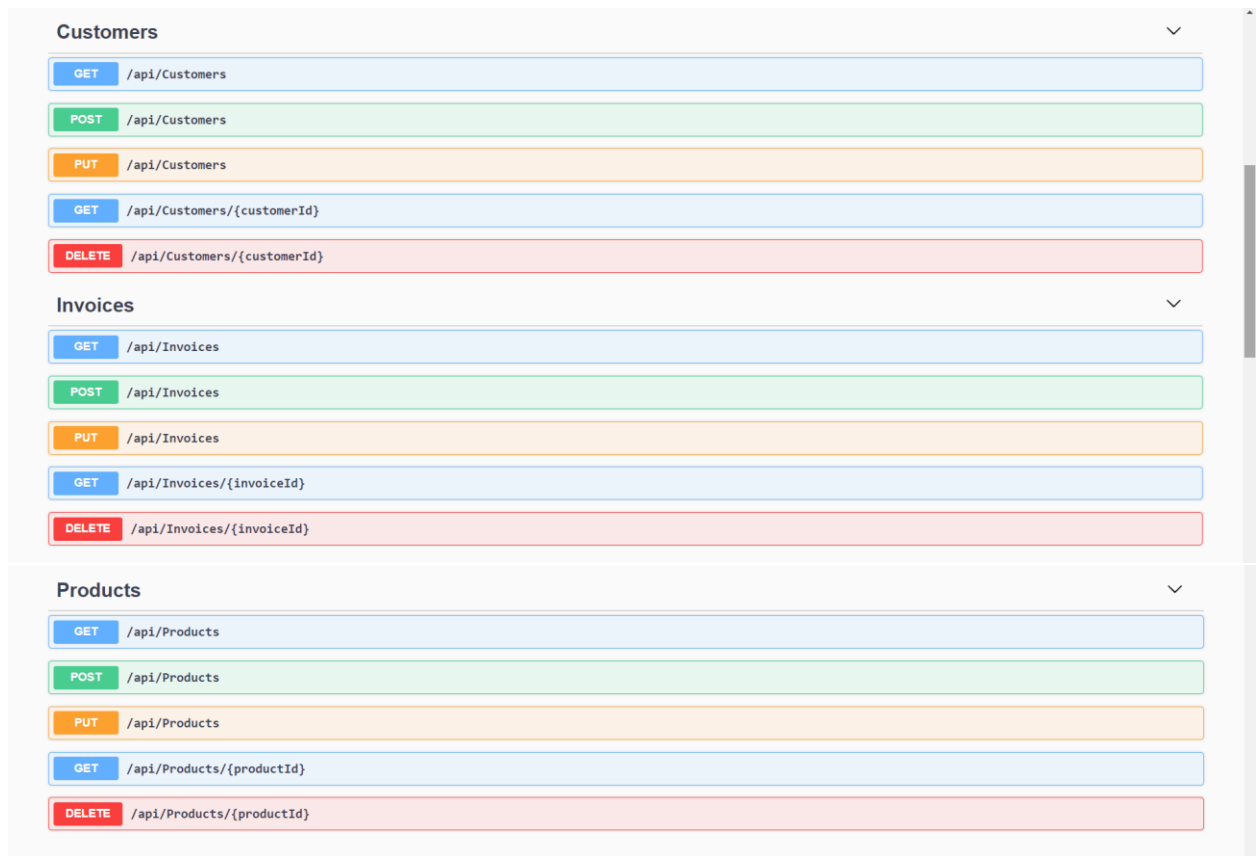 Customers
GET /api/Customers
POST /api/Customers
PUT /api/Customers
GET /api/Customers/{customerId}
DELETE /api/Customers/{customerId}
Invoices
GET /api/Invoices
POST /api/Invoices
PUT /api/Invoices
GET /api/Invoices/{invoiceId}
DELETE /api/Invoices/{invoiceId}
Products
GET /api/Products
POST /api/Products
PUT /api/Products
GET /api/Products/{productId}
DELETE /api/Products/{productId}